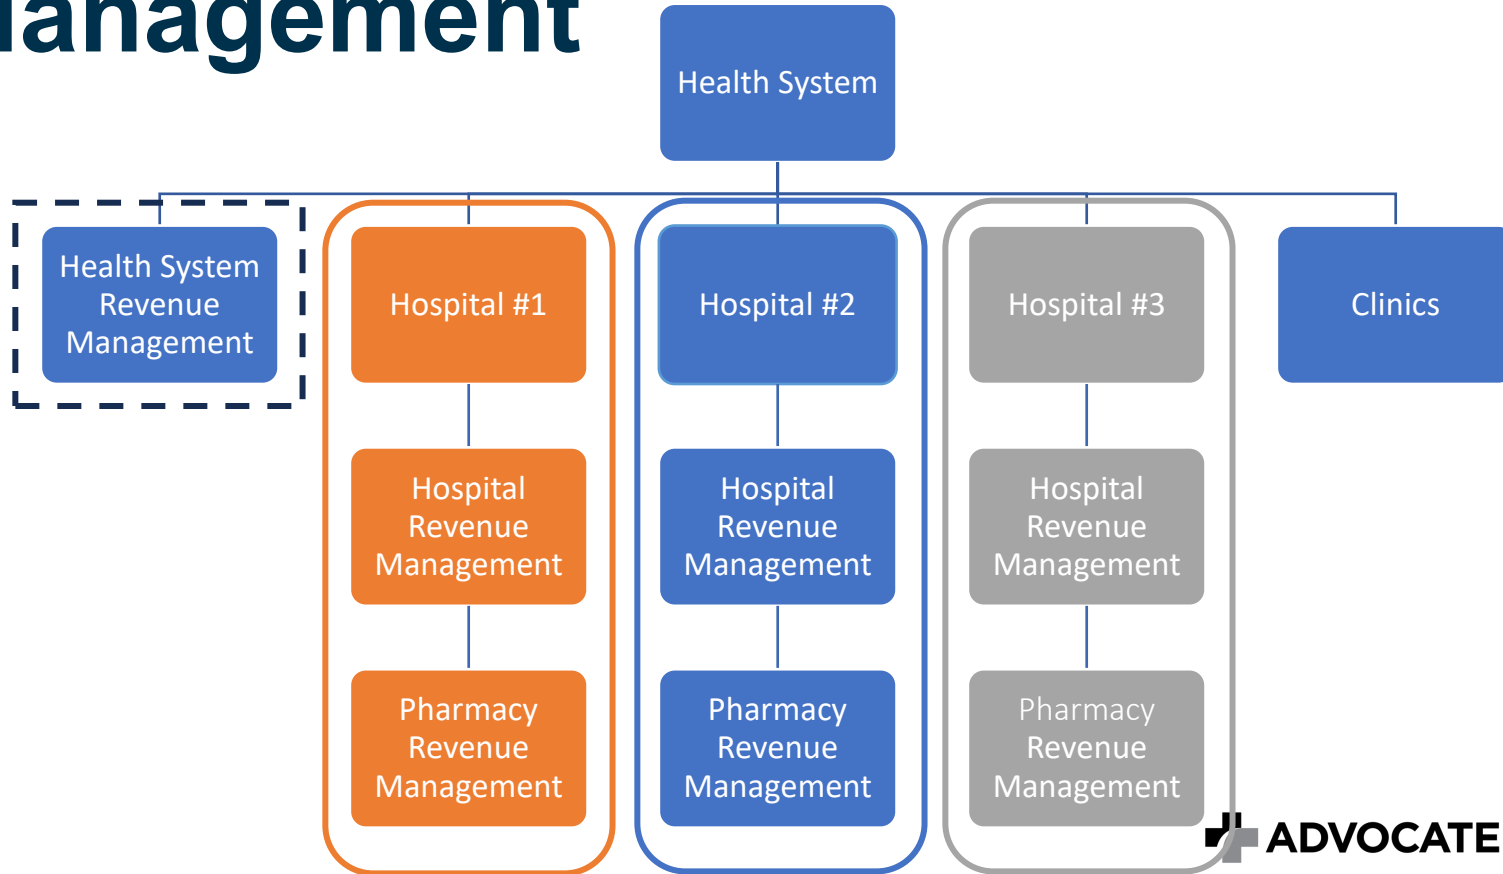 Management
Health System
Health System
Revenue
Management
Hospital #1
Hospital #2
Hospital #3
Clinics
Hospital
Revenue
Management
Hospital
Revenue
Management
Hospital
Revenue
Management
Pharmacy
Revenue
Management
Pharmacy
Revenue
Management
Pharmacy
Revenue
Management
ADVOCATE